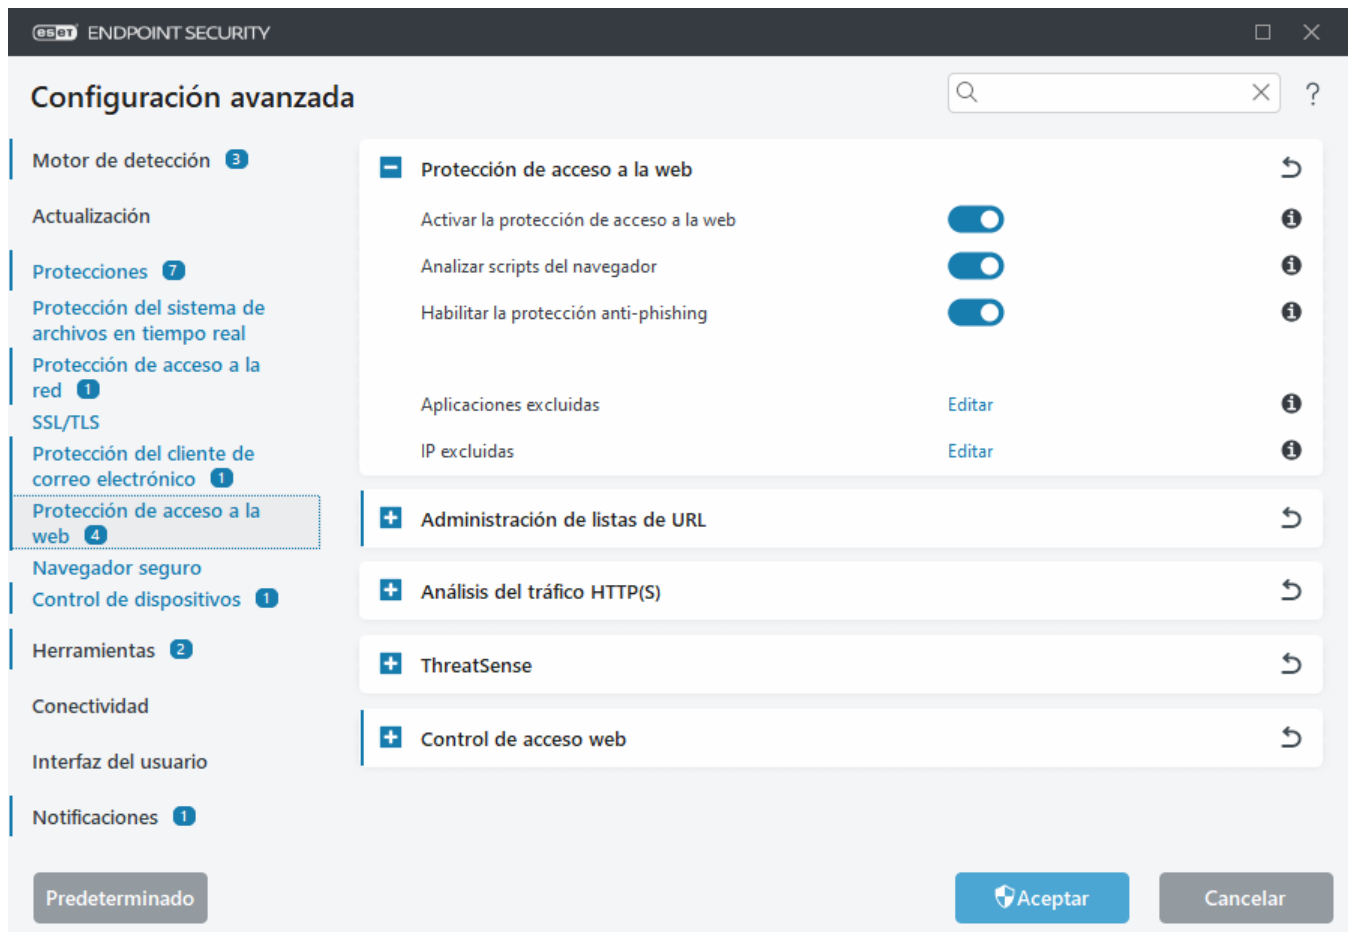 eset ENDPOINT SECURITY
Configuración avanzada
?
Motor de detección 3
Actualización
Protecciones 7
Protección del sistema de
archivos en tiempo real
Protección de acceso a la
red 1
SSL/TLS
Protección del cliente de
correo electrónico 1
Protección de acceso a la
web 4
Navegador seguro
Control de dispositivos 1
Herramientas 2
Conectividad
Interfaz del usuario
Notificaciones 1
Protección de acceso a la web
Activar la protección de acceso a la web
Analizar scripts del navegador
Habilitar la protección anti-phishing
Aplicaciones excluidas Editar
IP excluidas Editar
Administración de listas de URL
Análisis del tráfico HTTP(S)
ThreatSense
Control de acceso web
Predeterminado
Aceptar
Cancelar